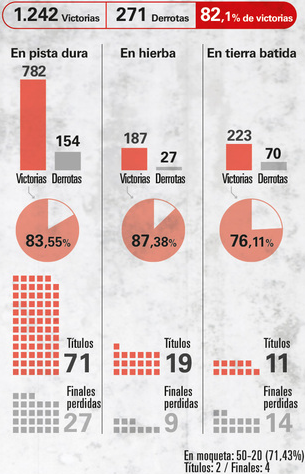 1.242 Victorias 271 Derrotas 82,1% de victorias
En pista dura
782
154
Victorias Derrotas
83,55%
Títulos
71
Finales
perdidas
27
En hierba
187
27
Victorias Derrotas
87,38%
Títulos
19
Finales
perdidas
9
En tierra batida
223
70
Victorias Derrotas
76,11%
Títulos
11
Finales
perdidas
14
En moqueta: 50-20 (71,43%)
Títulos: 2 / Finales: 4